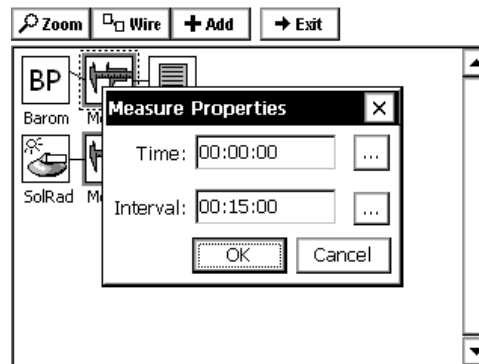 Zoom Wire Add Exit
BP
Barom
Measure Properties
Time: 00:00:00 ...
SolRad
Interval: 00:15:00 ...
OK Cancel